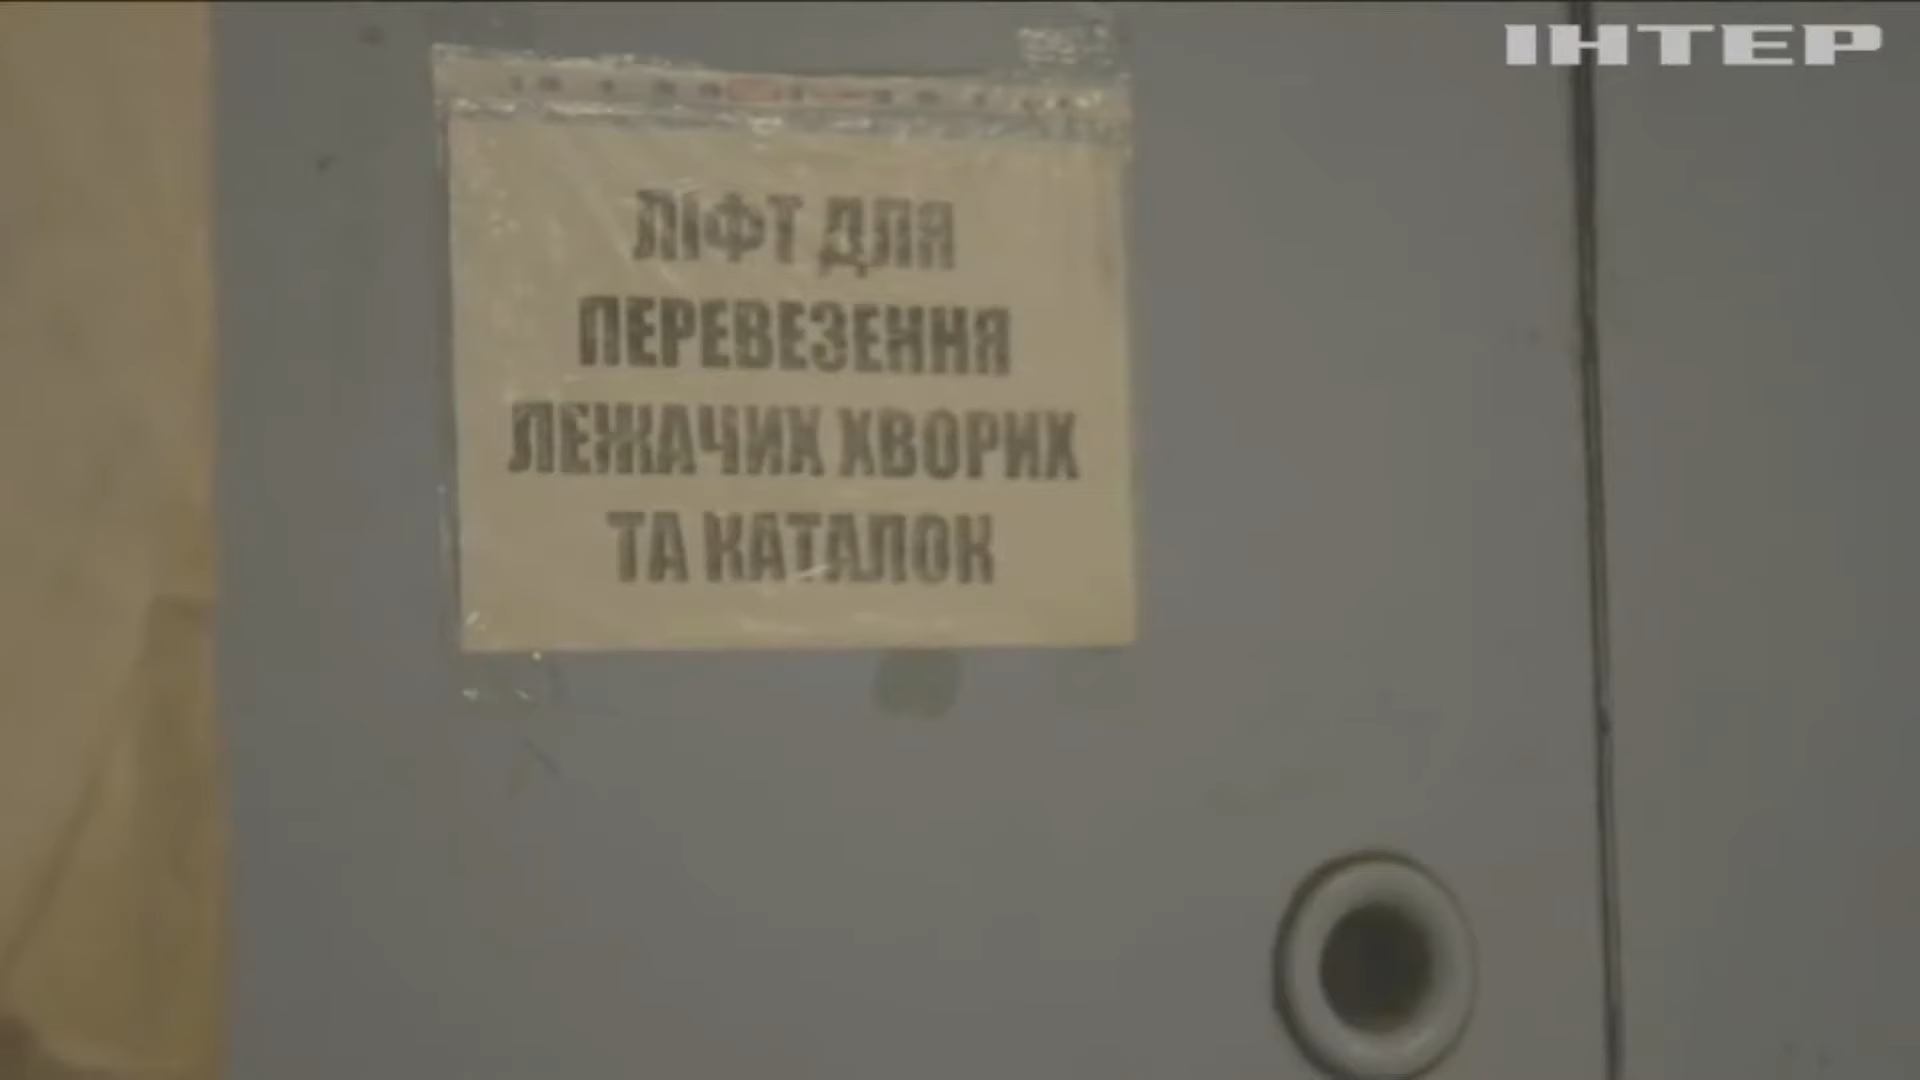 ІНТЕР
ЛІФТ ДЛЯ
ПЕРЕВЕЗЕННЯ
ЛЕЖАЧИХ ХВОРИХ
ТА КАТАЛОК